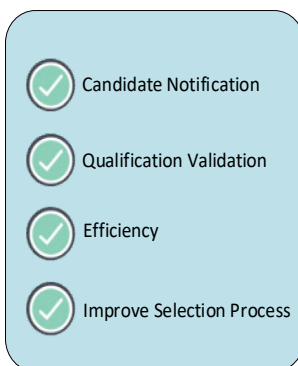 Candidate Notification
Qualification Validation
Efficiency
Improve Selection Process